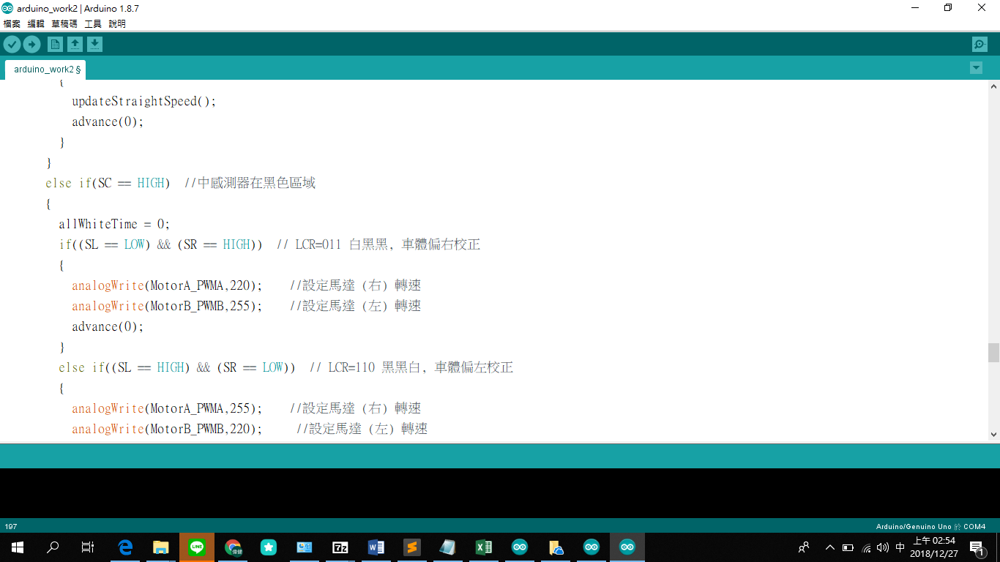 arduino_work2 | Arduino 1.8.7
檔案 編輯 草稿碼 工具 說明
arduino_work2 §
{
updateStraightSpeed();
advance(0);
}
}
else if(SC == HIGH) //中感測器在黑色區域
{
allWhiteTime = 0;
if((SL == LOW) && (SR == HIGH)) // LCR=011 白黑黑, 車體偏右校正
{
analogWrite(MotorA_PWMA,220); //設定馬達 (右) 轉速
analogWrite(MotorB_PWMB,255); //設定馬達 (左) 轉速
advance(0);
}
else if((SL == HIGH) && (SR == LOW)) // LCR=110 黑黑白, 車體偏左校正
{
analogWrite(MotorA_PWMA,255); //設定馬達 (右) 轉速
analogWrite(MotorB_PWMB,220); //設定馬達 (左) 轉速
197
Arduino/Genuino Uno 於 COM4
LINE
7z
中
上午 02:54
2018/12/27
1